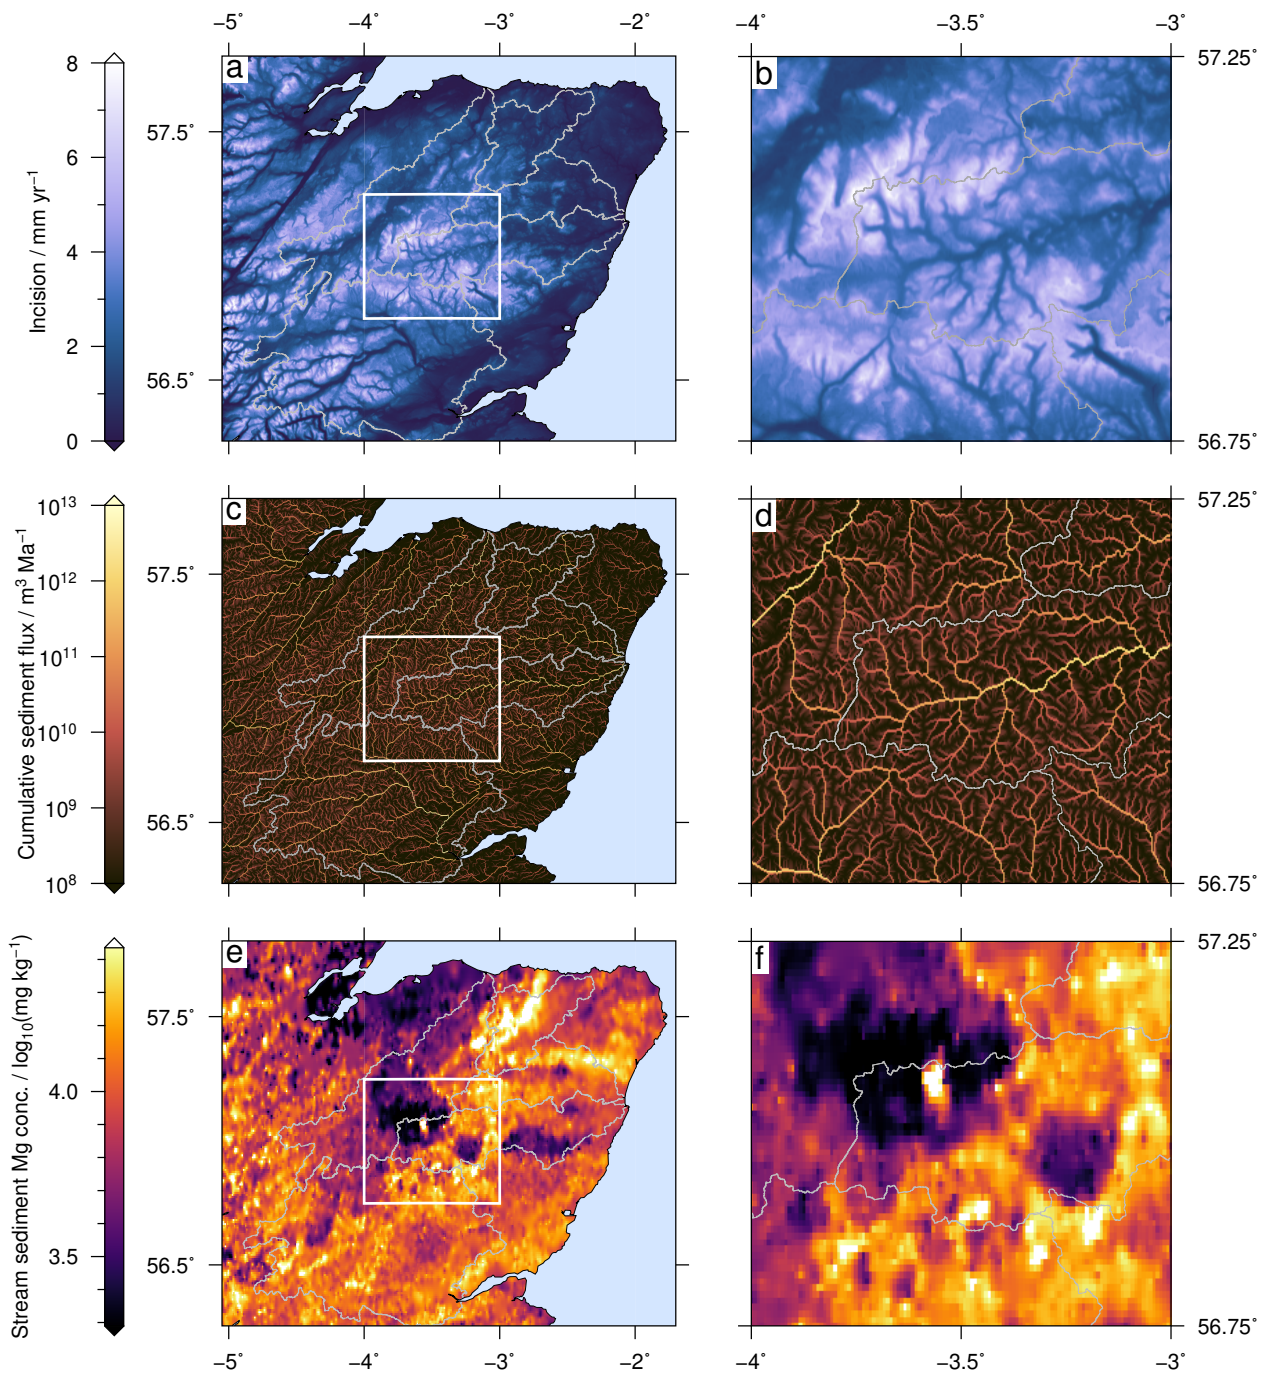 −5° −4° −3° −2°
−4° −3.5° −3°
a
b
8
6
4
2
0
Incision / mm yr⁻¹
57.5°
56.5°
57.25°
56.75°
c
d
10¹³
10¹²
10¹¹
10¹⁰
10⁹
10⁸
Cumulative sediment flux / m³ Ma⁻¹
57.5°
56.5°
57.25°
56.75°
e
f
4.0
3.5
Stream sediment Mg conc. / log₁₀(mg kg⁻¹)
57.5°
56.5°
57.25°
56.75°
−5° −4° −3° −2°
−4° −3.5° −3°